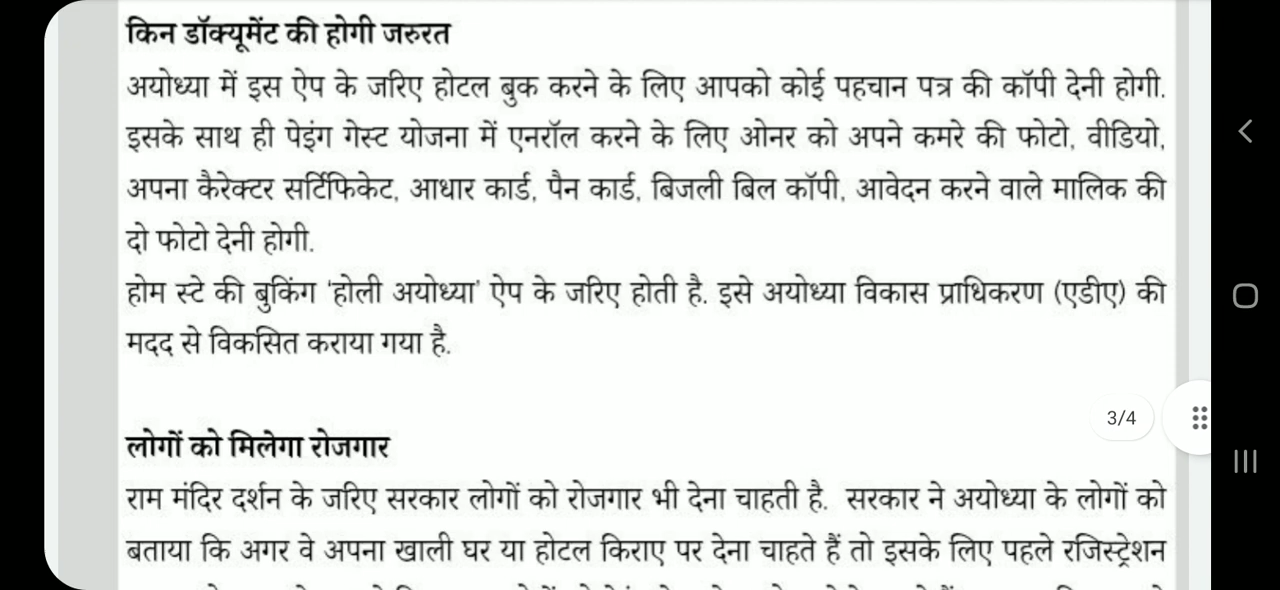 किन डॉक्यूमेंट की होगी जरुरत
अयोध्या में इस ऐप के जरिए होटल बुक करने के लिए आपको कोई पहचान पत्र की कॉपी देनी होगी.
इसके साथ ही पेइंग गेस्ट योजना में एनरॉल करने के लिए ओनर को अपने कमरे की फोटो, वीडियो,
अपना कैरेक्टर सर्टिफिकेट, आधार कार्ड, पैन कार्ड, बिजली बिल कॉपी, आवेदन करने वाले मालिक की
दो फोटो देनी होगी.
होम स्टे की बुकिंग 'होली अयोध्या' ऐप के जरिए होती है. इसे अयोध्या विकास प्राधिकरण (एडीए) की
मदद से विकसित कराया गया है.
3/4
लोगों को मिलेगा रोजगार
राम मंदिर दर्शन के जरिए सरकार लोगों को रोजगार भी देना चाहती है. सरकार ने अयोध्या के लोगों को
बताया कि अगर वे अपना खाली घर या होटल किराए पर देना चाहते हैं तो इसके लिए पहले रजिस्ट्रेशन